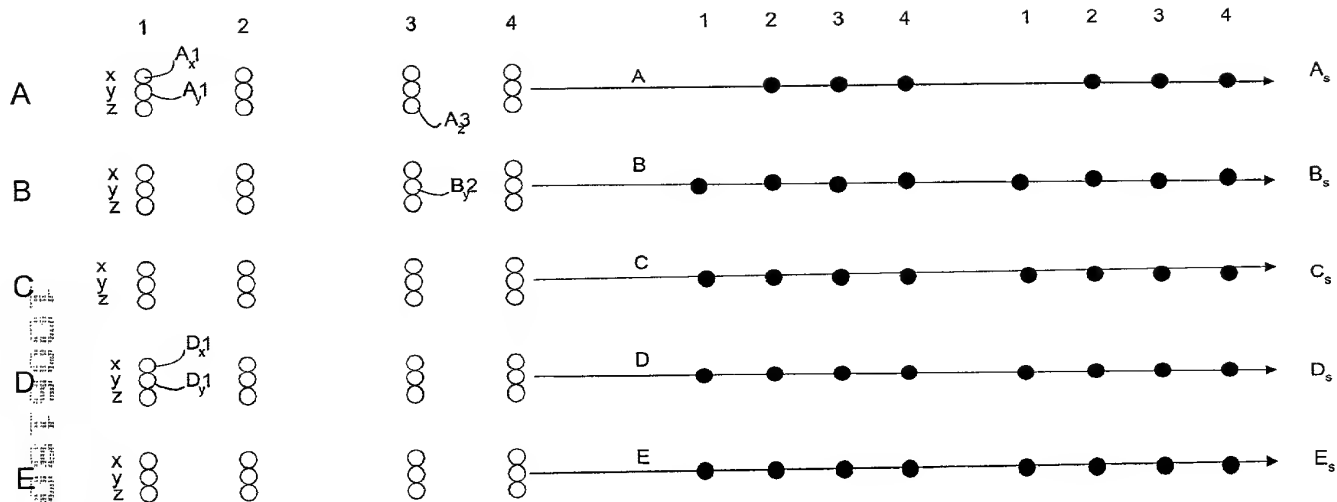 1 2 3 4 1 2 3 4 1 2 3 4
x A_x1
A y A_y1 A A_s
z A_z3
x
B y B_y2 B B_s
z
x
C y C C_s
z
x D_x1
D y D_y1 D D_s
z
x
E y E E_s
z